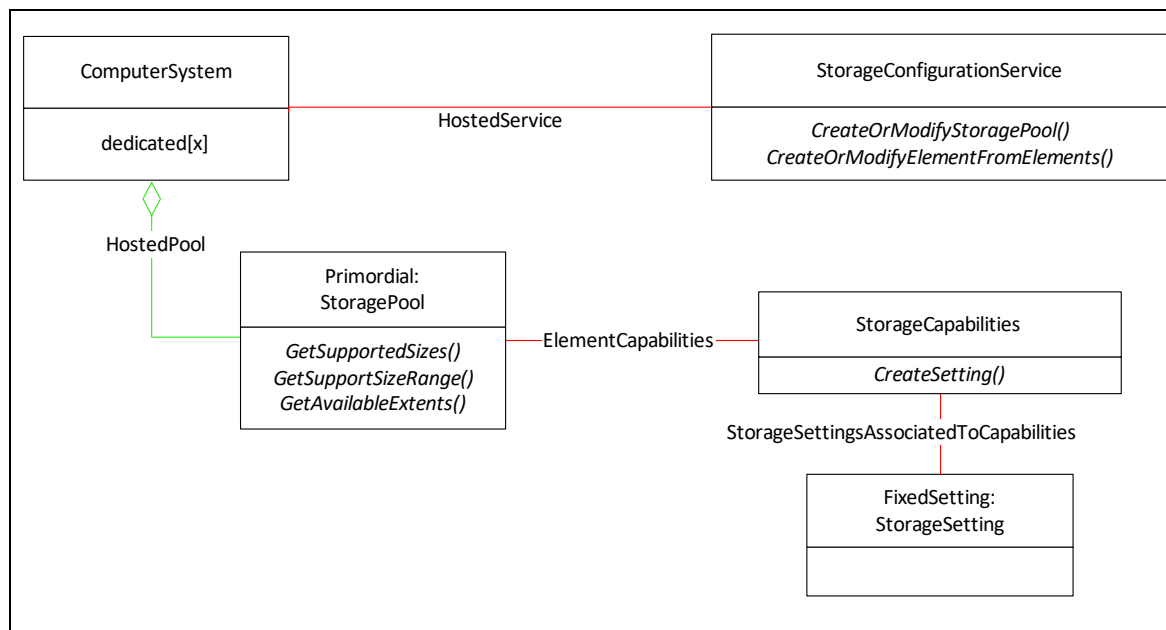 ComputerSystem
dedicated[x]
StorageConfigurationService
CreateOrModifyStoragePool()
CreateOrModifyElementFromElements()
HostedService
HostedPool
Primordial:
StoragePool
GetSupportedSizes()
GetSupportSizeRange()
GetAvailableExtents()
ElementCapabilities
StorageCapabilities
CreateSetting()
StorageSettingsAssociatedToCapabilities
FixedSetting:
StorageSetting